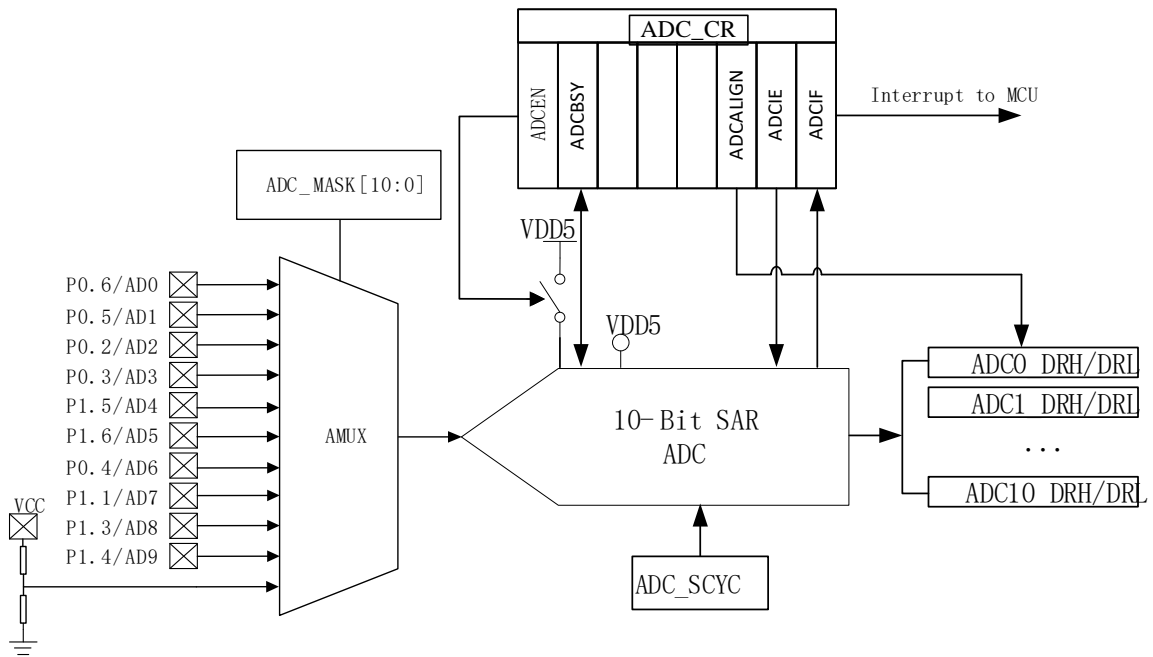 ADC_CR
ADCEN
ADCBSY
ADCALIGN
ADCIE
ADCIF
Interrupt to MCU
ADC_MASK[10:0]
VDD5
VDD5
P0.6/AD0
P0.5/AD1
P0.2/AD2
P0.3/AD3
P1.5/AD4
P1.6/AD5
P0.4/AD6
P1.1/AD7
P1.3/AD8
P1.4/AD9
VCC
AMUX
10-Bit SAR
ADC
ADC_SCYC
ADC0 DRH/DRL
ADC1 DRH/DRL
...
ADC10 DRH/DRL